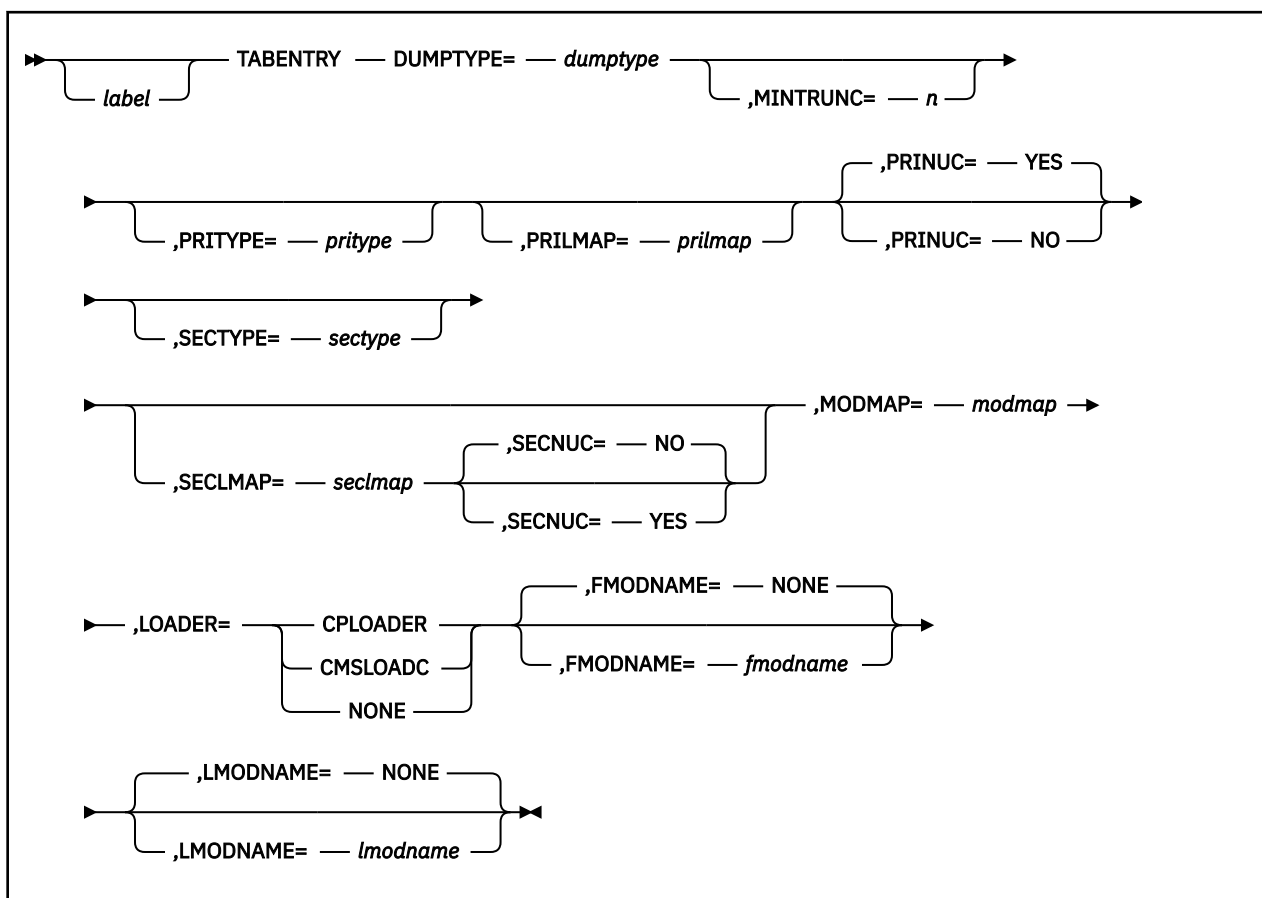 TABENTRY DUMPTYPE= dumptype
label ,MINTRUNC= n
,PRINUC= YES
,PRITYPE= pritype ,PRILMAP= prilmap ,PRINUC= NO
,SECTYPE= sectype
,MODMAP= modmap
,SECNUC= NO
,SECLMAP= seclmap
,SECNUC= YES
,FMODNAME= NONE
,LOADER= CPLOADER
CMSLOADC ,FMODNAME= fmodname
NONE
,LMODNAME= NONE
,LMODNAME= lmodname